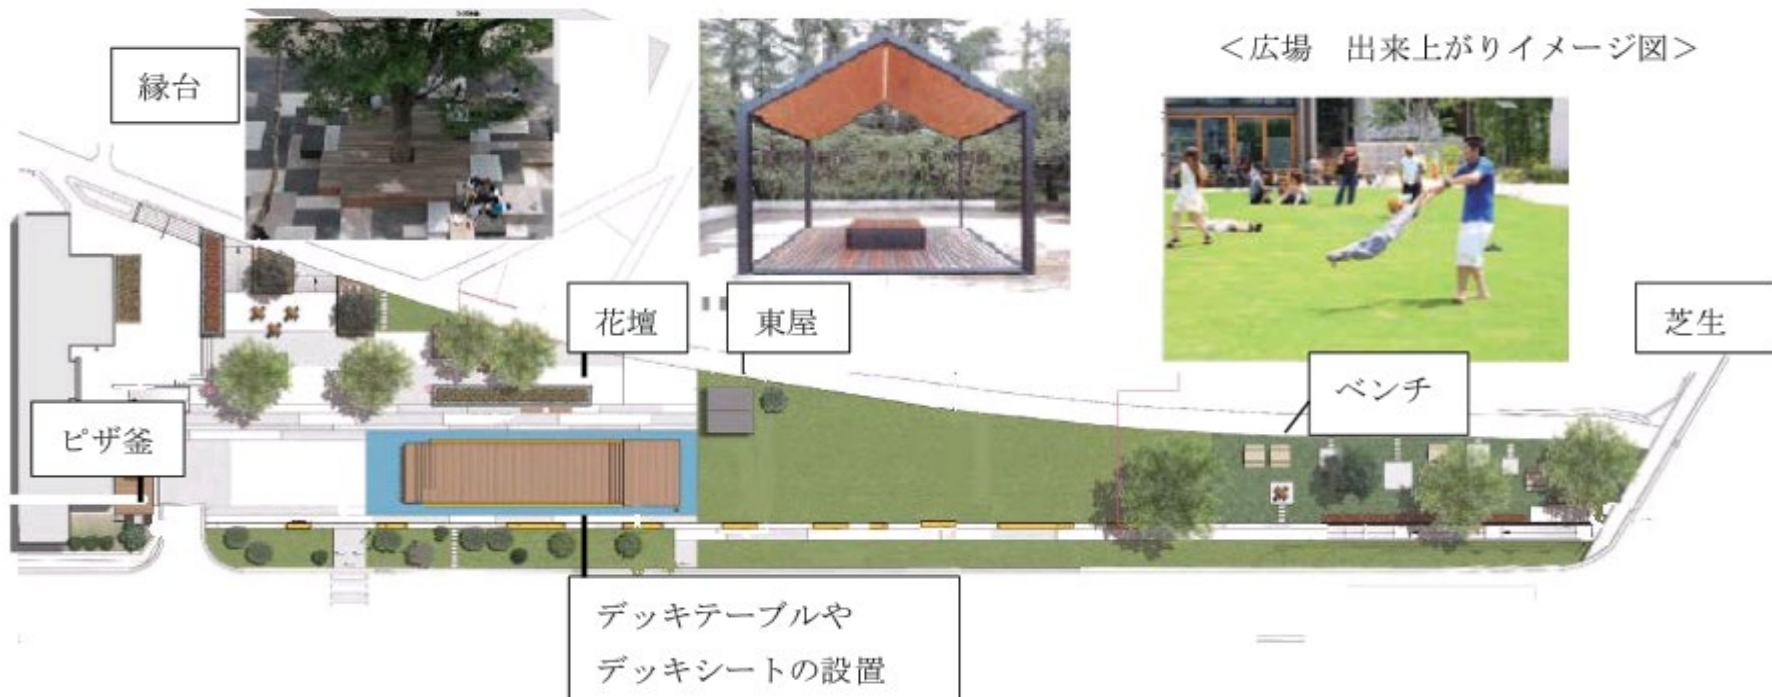 ＜広場　出来上がりイメージ図＞
縁台
花壇
東屋
芝生
ベンチ
ピザ釜
デッキテーブルや
デッキシートの設置